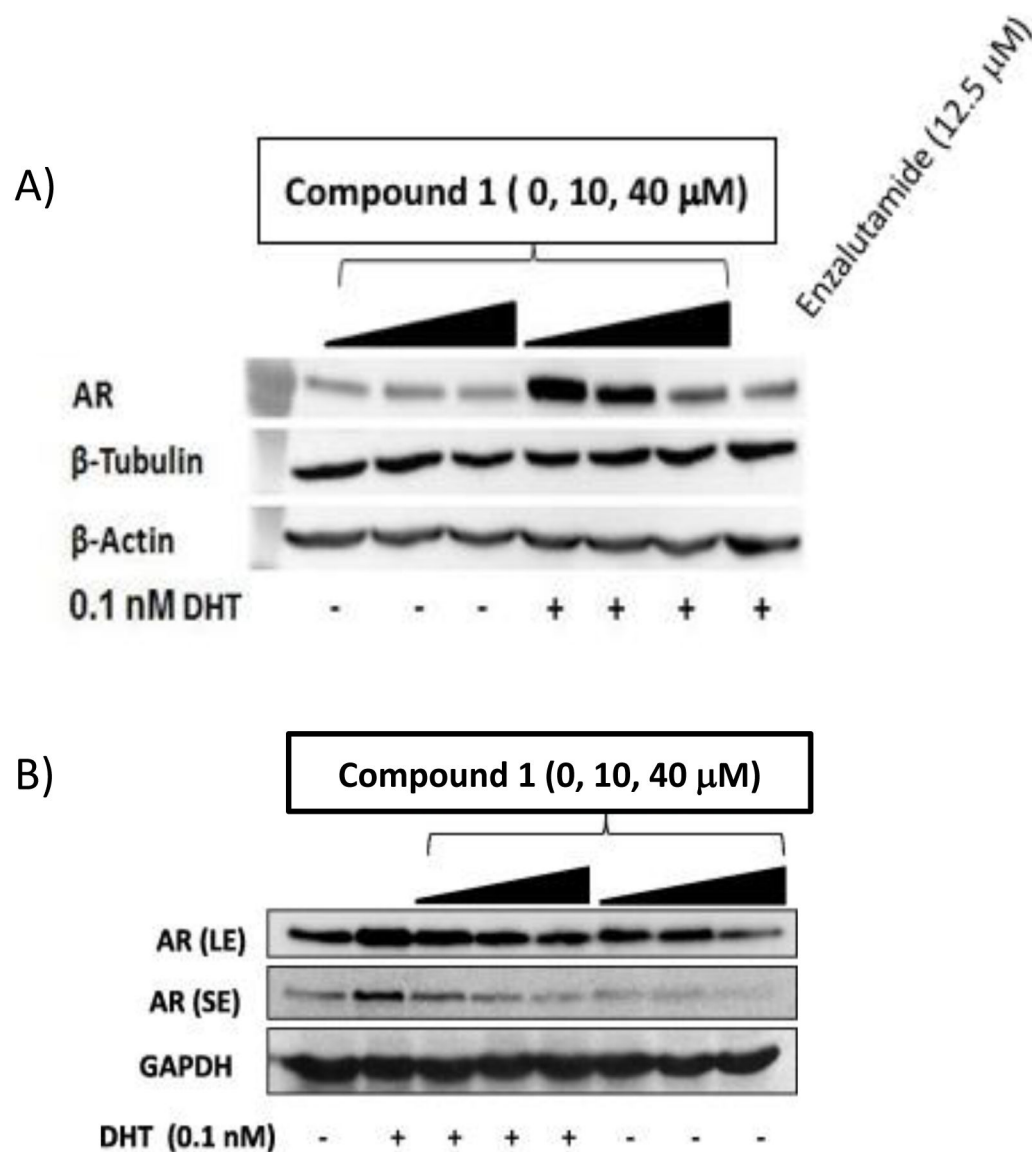 A)
Compound 1 ( 0, 10, 40 μM)
Enzalutamide (12.5 μM)
AR
β-Tubulin
β-Actin
0.1 nM DHT - - - + + + +
B)
Compound 1 (0, 10, 40 μM)
AR (LE)
AR (SE)
GAPDH
DHT (0.1 nM) - + + + + - - -